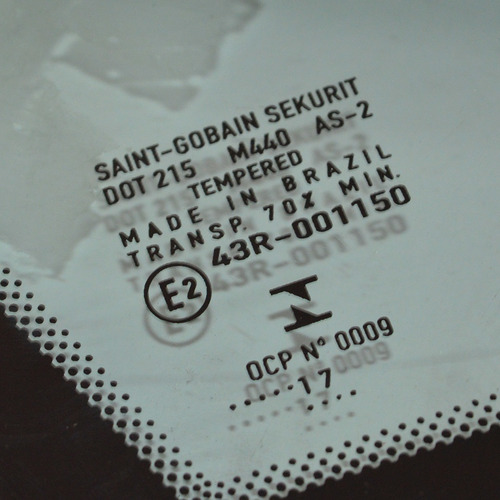 SAINT-GOBAIN SEKURIT
DOT 215 M440 AS-2
TEMPERED
MADE IN BRAZIL
TRANSP. 70% MIN.
E2 43R-001150
OCP Nº 0009
.....17